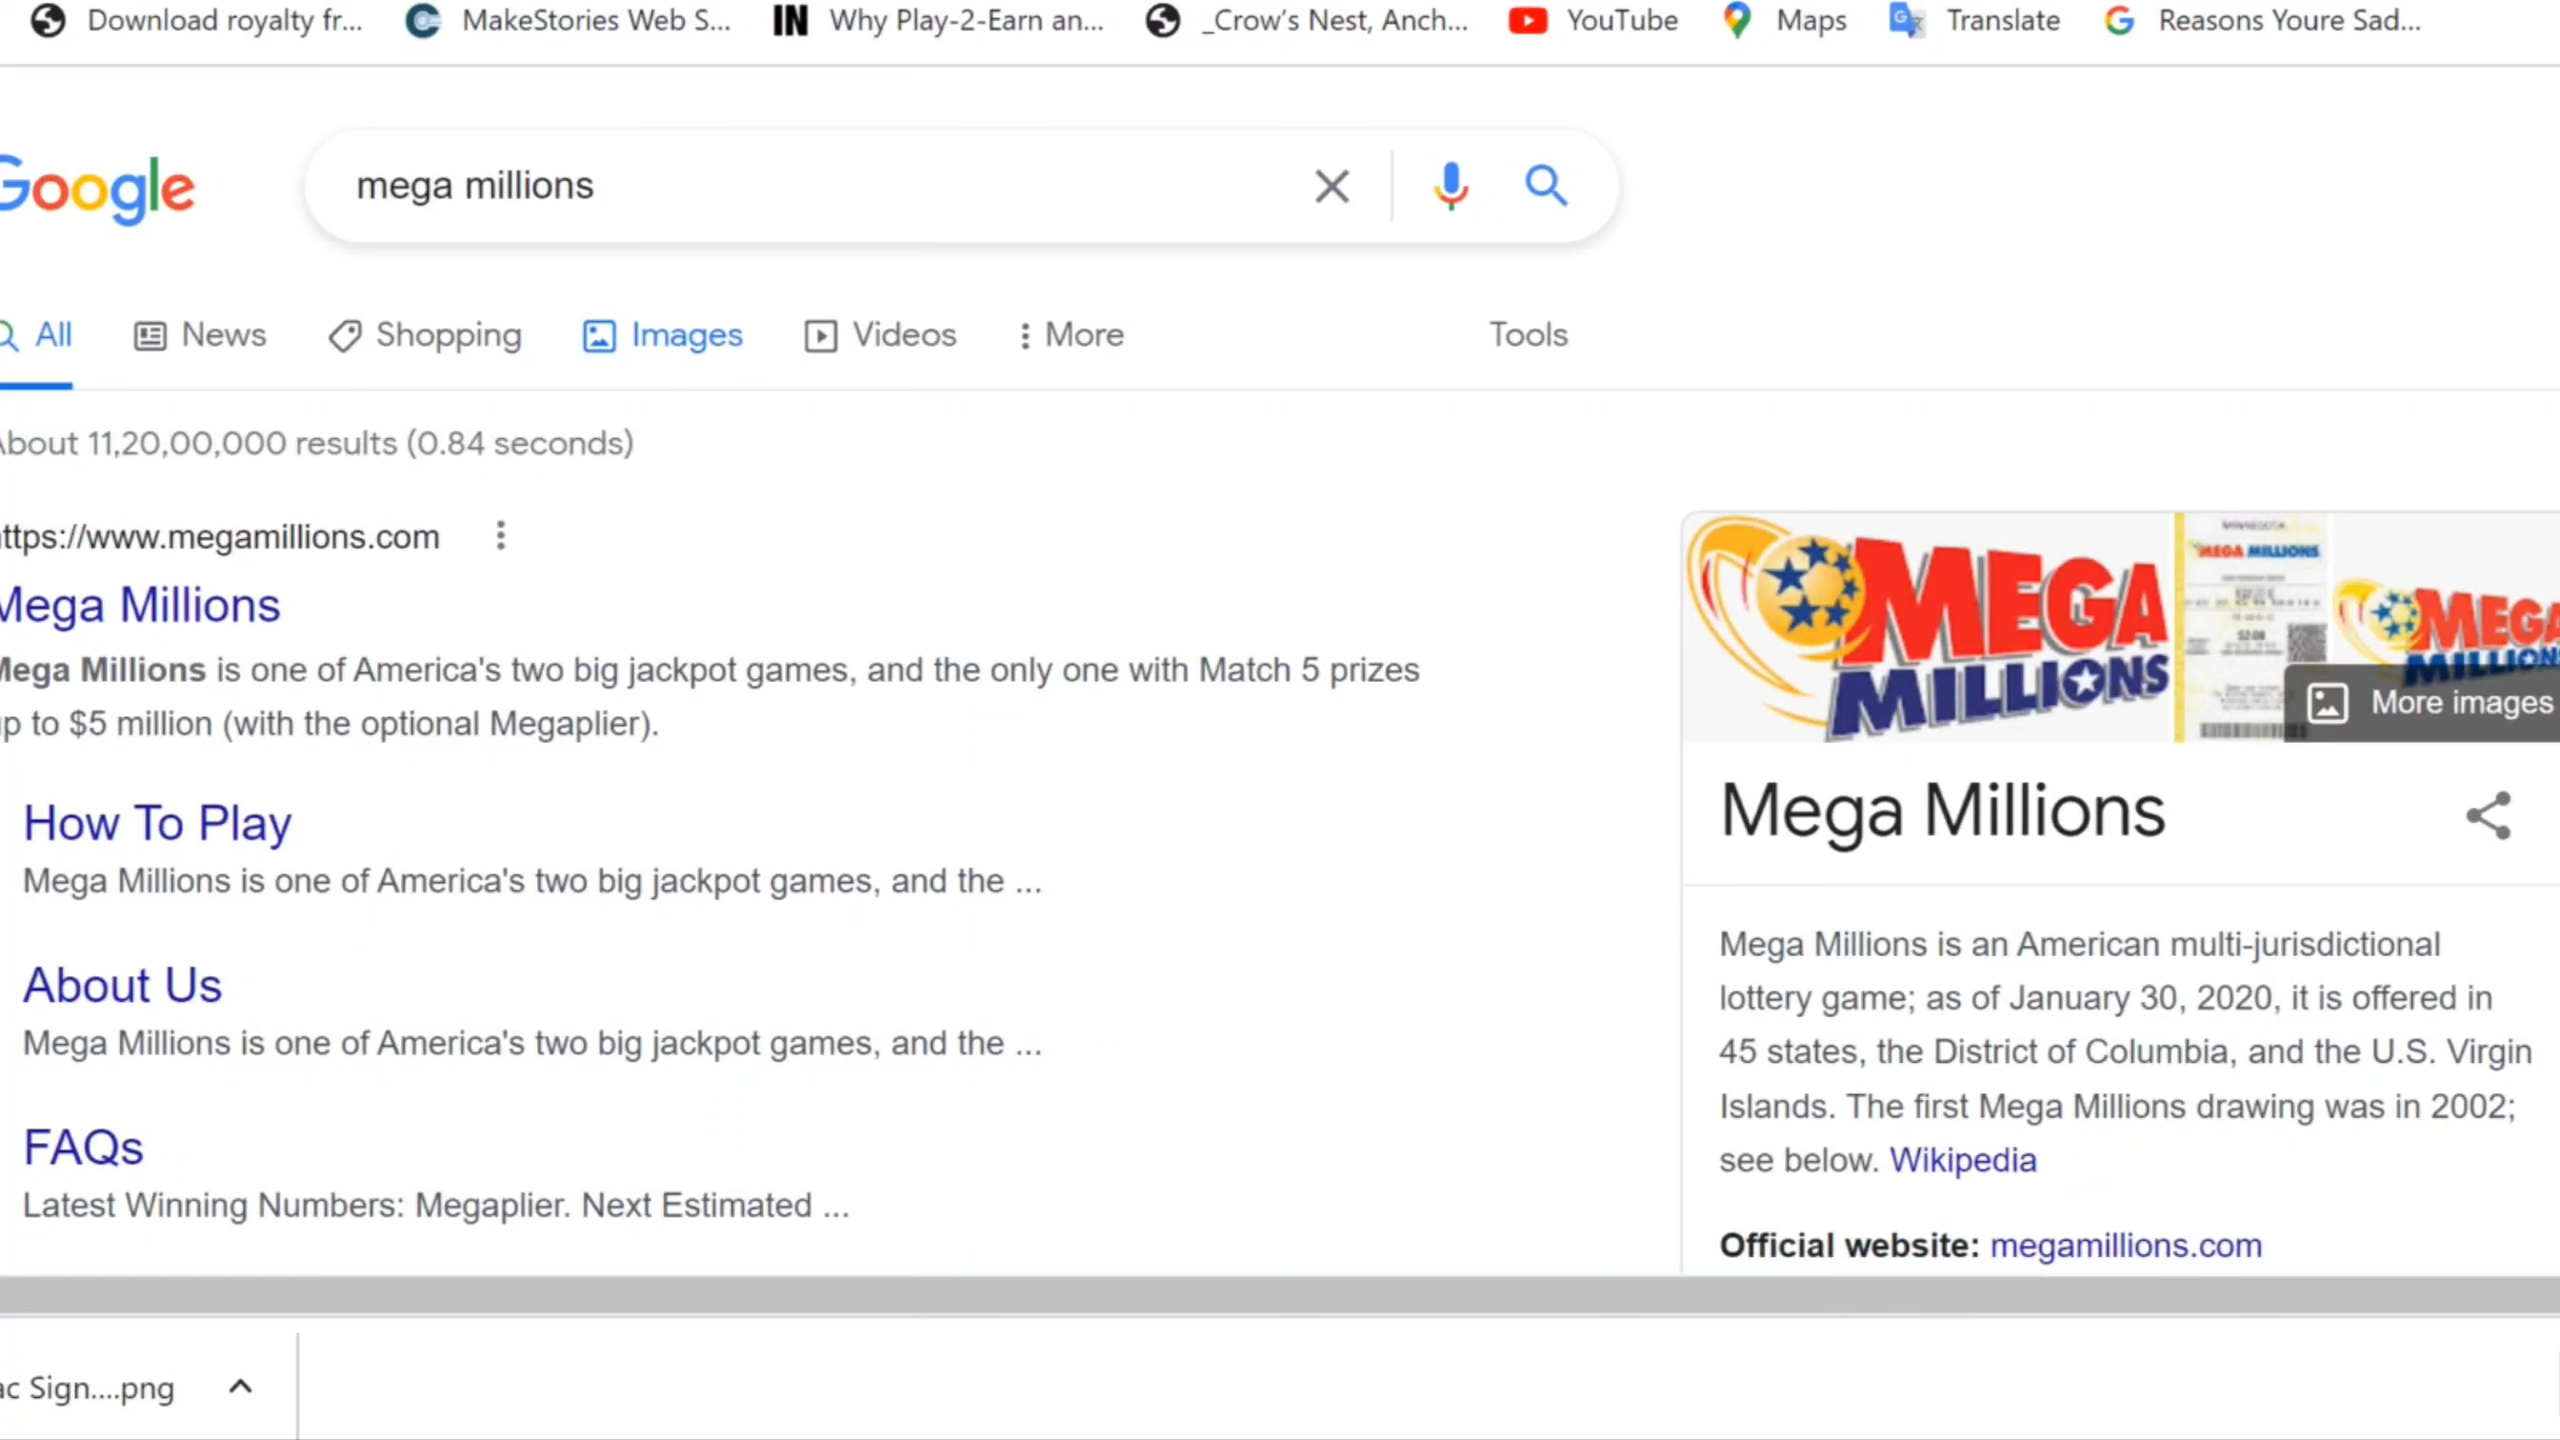 Download royalty fr... MakeStories Web S... IN Why Play-2-Earn an... _Crow's Nest, Anch... YouTube Maps Translate Reasons Youre Sad...
Google mega millions
All News Shopping Images Videos More Tools
About 11,20,00,000 results (0.84 seconds)
ttps://www.megamillions.com
Mega Millions
Mega Millions is one of America's two big jackpot games, and the only one with Match 5 prizes
up to $5 million (with the optional Megaplier).
How To Play
Mega Millions is one of America's two big jackpot games, and the ...
About Us
Mega Millions is one of America's two big jackpot games, and the ...
FAQs
Latest Winning Numbers: Megaplier. Next Estimated ...
MEGA
MILLIONS
MEGA MILLIONS
MEGA
MILLIONS
More images
Mega Millions
Mega Millions is an American multi-jurisdictional
lottery game; as of January 30, 2020, it is offered in
45 states, the District of Columbia, and the U.S. Virgin
Islands. The first Mega Millions drawing was in 2002;
see below. Wikipedia
Official website: megamillions.com
ac Sign....png